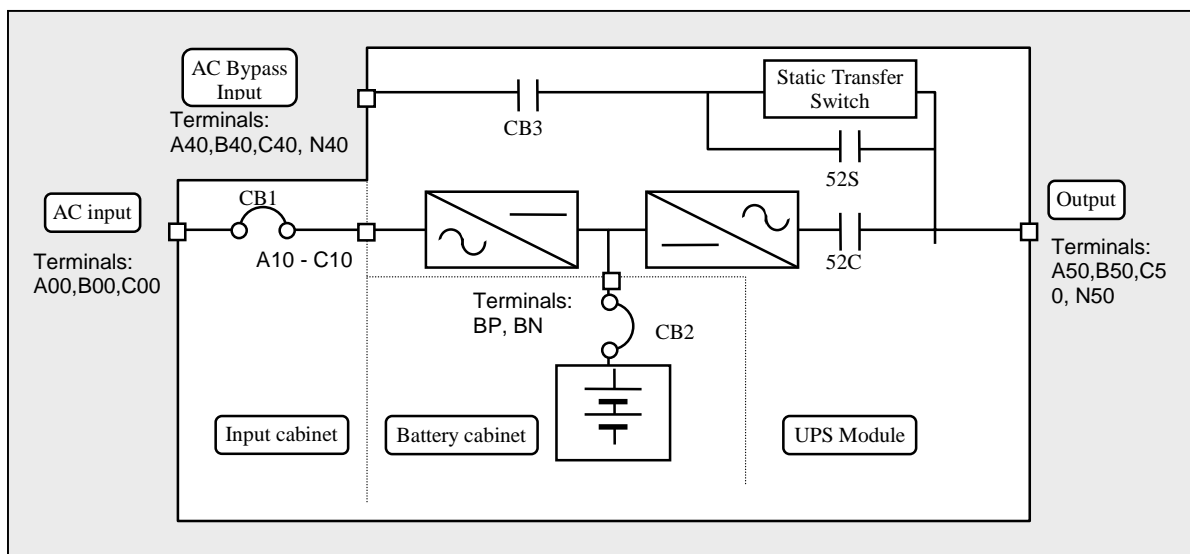 AC Bypass
Input
Terminals:
A40,B40,C40, N40
Static Transfer
Switch
CB3
52S
AC input
Terminals:
A00,B00,C00
CB1
A10 - C10
52C
Output
Terminals:
A50,B50,C5
0, N50
Terminals:
BP, BN
CB2
Input cabinet
Battery cabinet
UPS Module